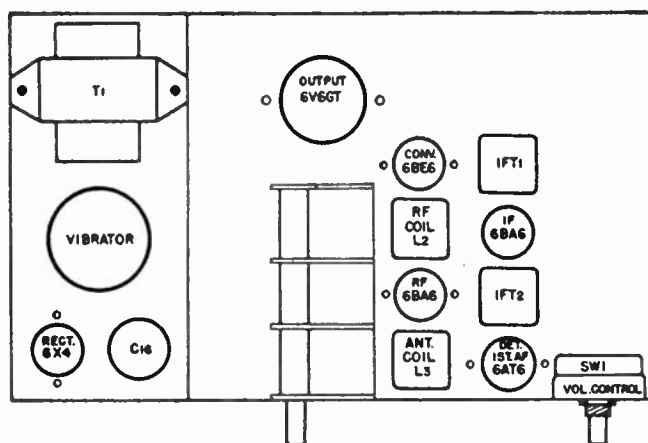 T1
OUTPUT
6V6GT
CONV.
6BE6
IFT1
RF
COIL
L2
IF
6BA6
VIBRATOR
RF
6BA6
IFT2
RECT.
6X4
C16
ANT.
COIL
L3
DET.
1ST.AF
6AT6
SW1
VOL.CONTROL